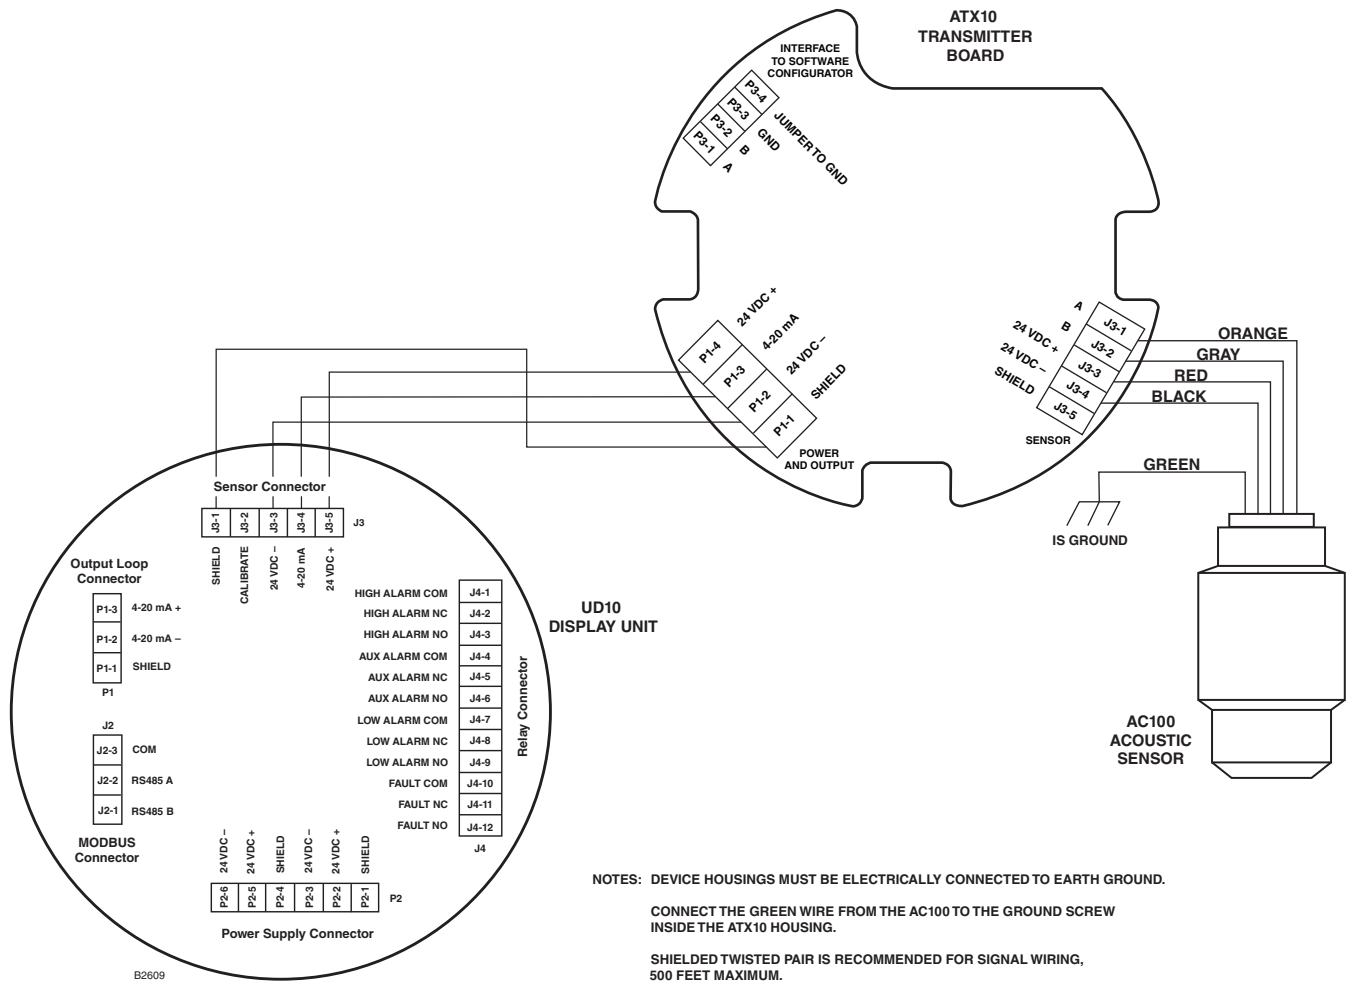 ATX10
TRANSMITTER
BOARD
INTERFACE
TO SOFTWARE
CONFIGURATOR
P3-4
P3-3
P3-2
P3-1
JUMPER TO GND
GND
B
A
24 VDC +
4-20 mA
24 VDC –
SHIELD
P1-4
P1-3
P1-2
P1-1
POWER
AND OUTPUT
A
B
24 VDC +
24 VDC –
SHIELD
J3-1
J3-2
J3-3
J3-4
J3-5
SENSOR
ORANGE
GRAY
RED
BLACK
GREEN
IS GROUND
AC100
ACOUSTIC
SENSOR
Sensor Connector
J3-1
J3-2
J3-3
J3-4
J3-5
J3
SHIELD
CALIBRATE
24 VDC –
4-20 mA
24 VDC +
Output Loop
Connector
P1-3 4-20 mA +
P1-2 4-20 mA –
P1-1 SHIELD
P1
J2
J2-3 COM
J2-2 RS485 A
J2-1 RS485 B
MODBUS
Connector
UD10
DISPLAY UNIT
HIGH ALARM COM J4-1
HIGH ALARM NC J4-2
HIGH ALARM NO J4-3
AUX ALARM COM J4-4
AUX ALARM NC J4-5
AUX ALARM NO J4-6
LOW ALARM COM J4-7
LOW ALARM NC J4-8
LOW ALARM NO J4-9
FAULT COM J4-10
FAULT NC J4-11
FAULT NO J4-12
J4
Relay Connector
24 VDC –
24 VDC +
SHIELD
24 VDC –
24 VDC +
SHIELD
P2-6
P2-5
P2-4
P2-3
P2-2
P2-1
P2
Power Supply Connector
B2609
NOTES: DEVICE HOUSINGS MUST BE ELECTRICALLY CONNECTED TO EARTH GROUND.
CONNECT THE GREEN WIRE FROM THE AC100 TO THE GROUND SCREW
INSIDE THE ATX10 HOUSING.
SHIELDED TWISTED PAIR IS RECOMMENDED FOR SIGNAL WIRING,
500 FEET MAXIMUM.